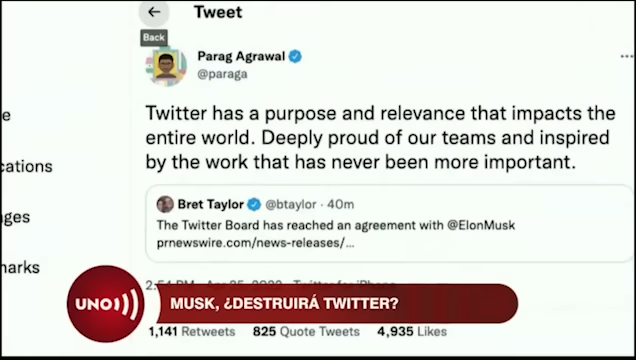 Tweet
Back
Parag Agrawal
@paraga
Twitter has a purpose and relevance that impacts the
entire world. Deeply proud of our teams and inspired
by the work that has never been more important.
Bret Taylor @btaylor · 40m
The Twitter Board has reached an agreement with @ElonMusk
prnewswire.com/news-releases/...
e
cations
ges
marks
UNO
MUSK, ¿DESTRUIRÁ TWITTER?
1,141 Retweets 825 Quote Tweets 4,935 Likes